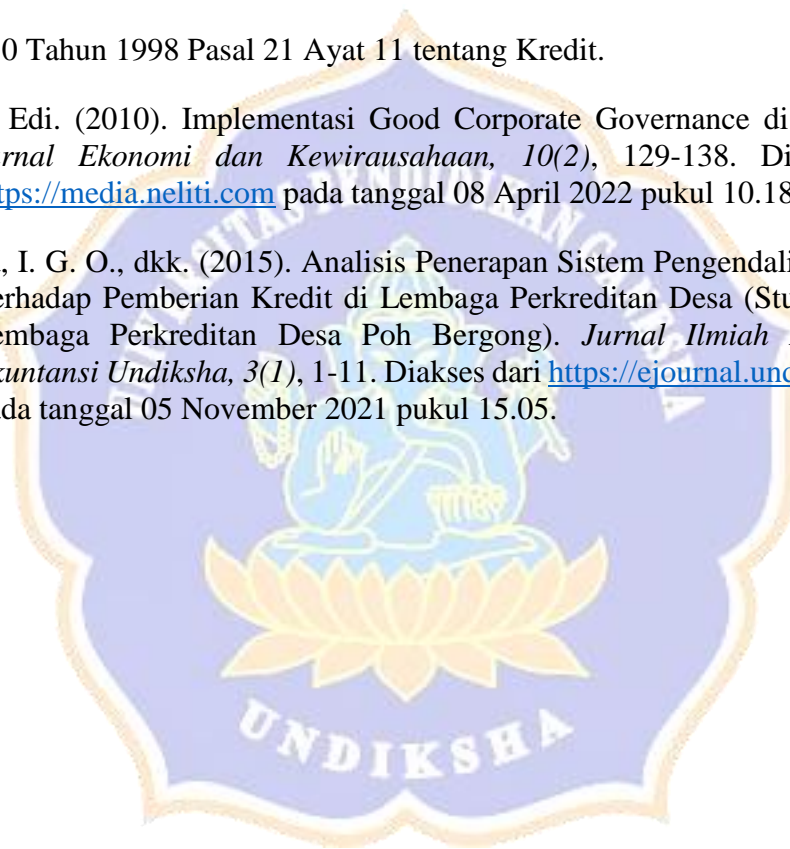 0 Tahun 1998 Pasal 21 Ayat 11 tentang Kredit.
Edi. (2010). Implementasi Good Corporate Governance di
rnal Ekonomi dan Kewirausahaan, 10(2), 129-138. Di
tps://media.neliti.com pada tanggal 08 April 2022 pukul 10.18
, I. G. O., dkk. (2015). Analisis Penerapan Sistem Pengendali
erhadap Pemberian Kredit di Lembaga Perkreditan Desa (Stu
embaga Perkreditan Desa Poh Bergong). Jurnal Ilmiah
kuntansi Undiksha, 3(1), 1-11. Diakses dari https://ejournal.und
ada tanggal 05 November 2021 pukul 15.05.
UNIVERSITAS PENDIDIKAN GANESHA
UNDIKSHA